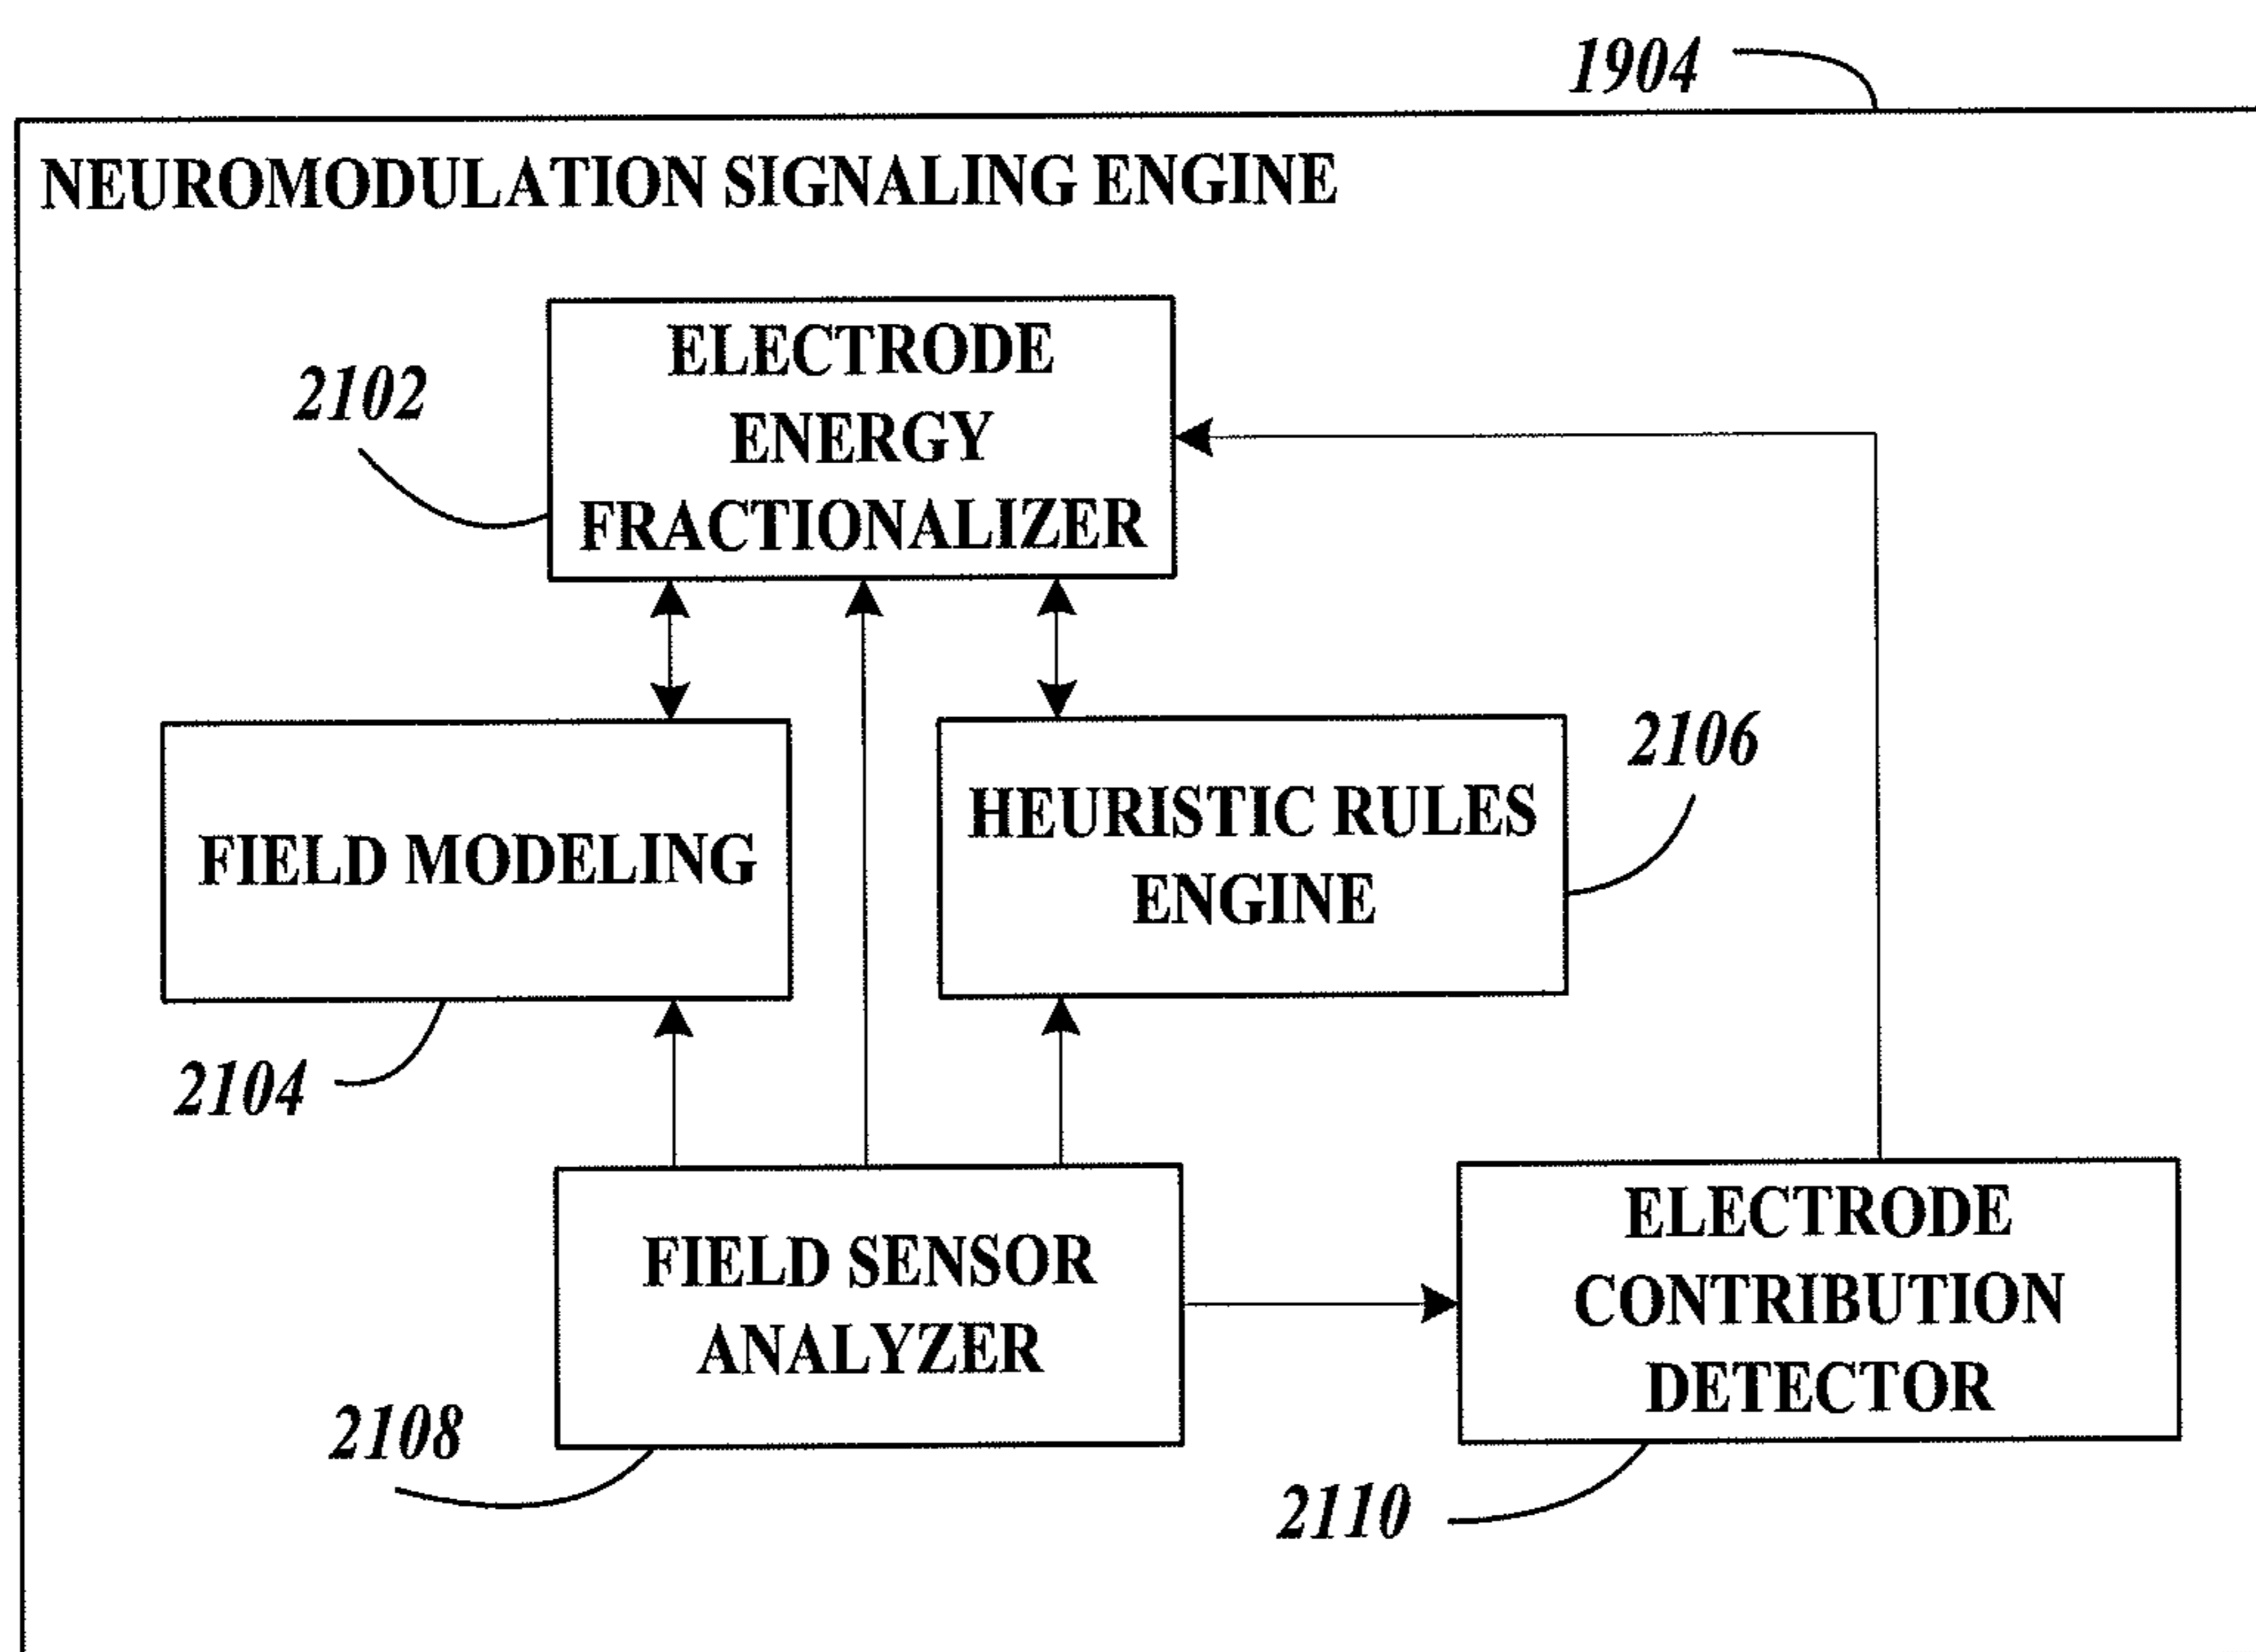 1904
NEUROMODULATION SIGNALING ENGINE
2102
ELECTRODE
ENERGY
FRACTIONALIZER
2106
FIELD MODELING
HEURISTIC RULES
ENGINE
2104
FIELD SENSOR
ANALYZER
ELECTRODE
CONTRIBUTION
DETECTOR
2108
2110